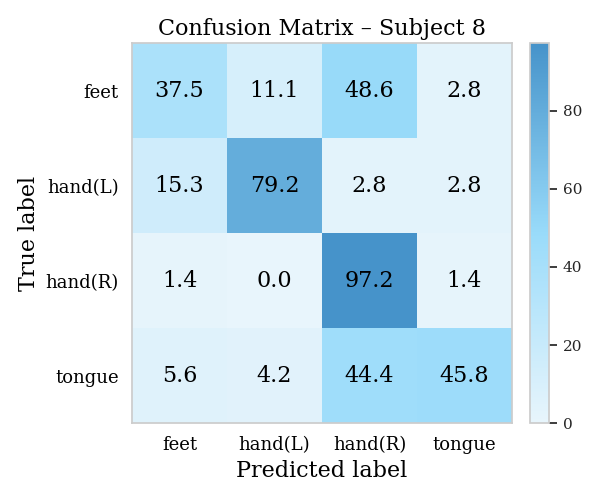 Confusion Matrix – Subject 8
True label
feet 37.5 11.1 48.6 2.8
hand(L) 15.3 79.2 2.8 2.8
hand(R) 1.4 0.0 97.2 1.4
tongue 5.6 4.2 44.4 45.8
feet hand(L) hand(R) tongue
Predicted label
80
60
40
20
0